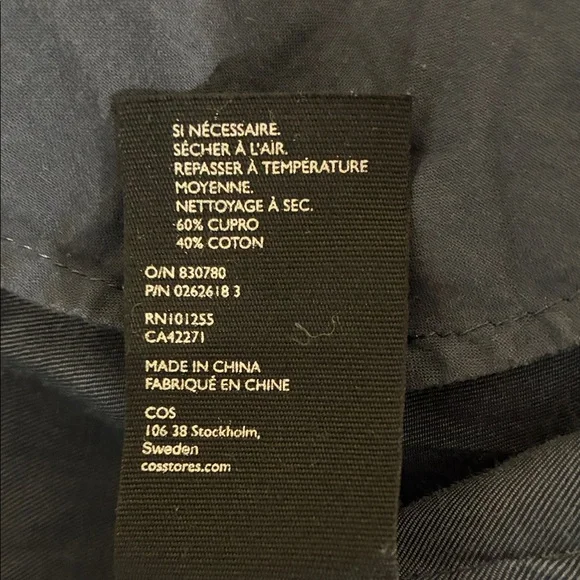 SI NÉCESSAIRE.
SÉCHER À L'AIR.
REPASSER À TEMPÉRATURE
MOYENNE.
NETTOYAGE À SEC.
60% CUPRO
40% COTON
O/N 830780
P/N 0262618 3
RN101255
CA42271
MADE IN CHINA
FABRIQUÉ EN CHINE
COS
106 38 Stockholm,
Sweden
cosstores.com